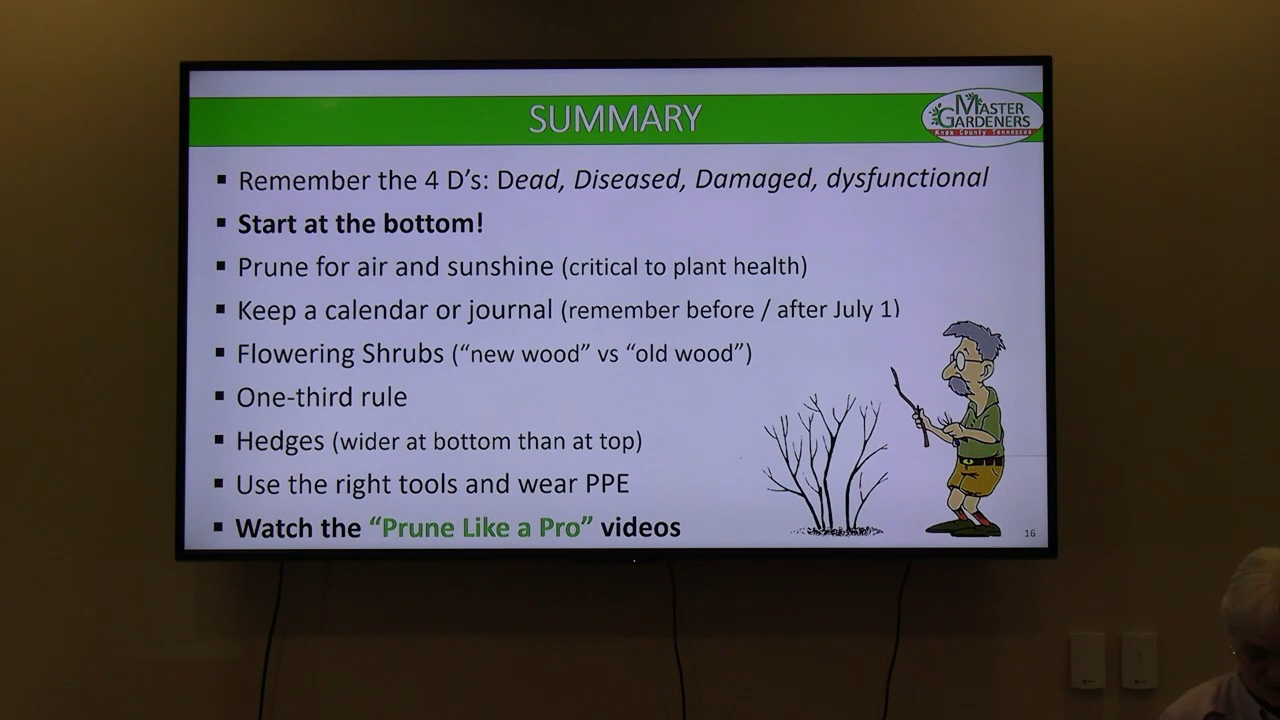 SUMMARY
MASTER
GARDENERS
Knox County Tennessee
▪ Remember the 4 D’s: Dead, Diseased, Damaged, dysfunctional
▪ Start at the bottom!
▪ Prune for air and sunshine (critical to plant health)
▪ Keep a calendar or journal (remember before / after July 1)
▪ Flowering Shrubs (“new wood” vs “old wood”)
▪ One-third rule
▪ Hedges (wider at bottom than at top)
▪ Use the right tools and wear PPE
▪ Watch the “Prune Like a Pro” videos
16